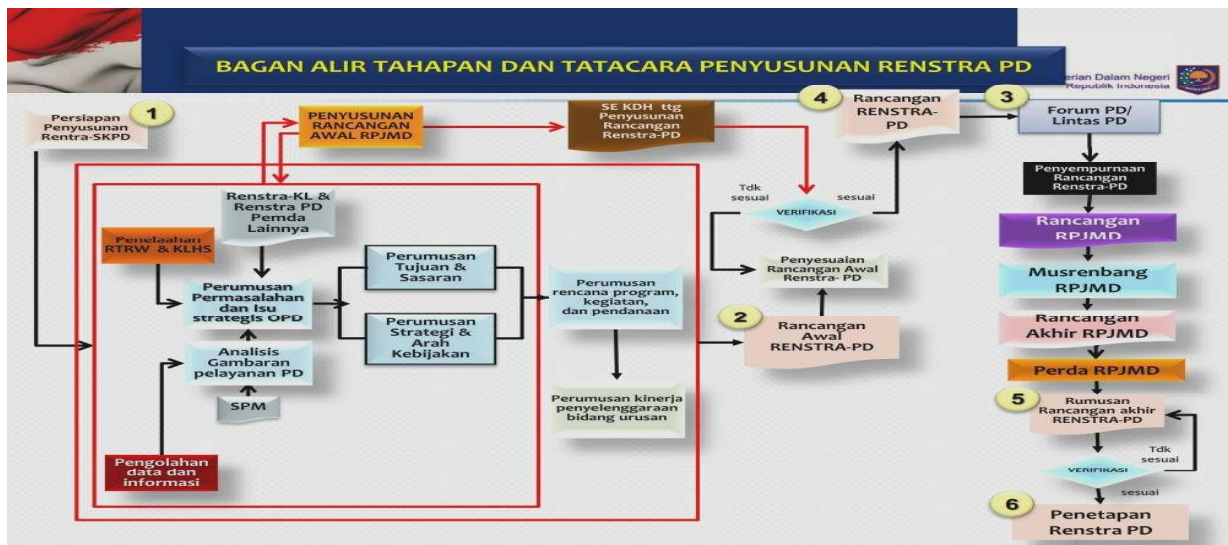 BAGAN ALIR TAHAPAN DAN TATACARA PENYUSUNAN RENSTRA PD
erian Dalam Negeri
Republik Indonesia
1
Persiapan
Penyusunan
Rentra-SKPD
PENYUSUNAN
RANCANGAN
AWAL RPJMD
SE KDH ttg
Penyusunan
Rancangan
Renstra-PD
4
Rancangan
RENSTRA-
PD
3
Forum PD/
Lintas PD
Penyempurnaan
Rancangan
Renstra-PD
Renstra-KL &
Renstra PD
Pemda
Lainnya
Tdk
sesuai
sesuai
VERIFIKASI
Penelaahan
RTRW & KLHS
Perumusan
Permasalahan
dan Isu
strategis OPD
Perumusan
Tujuan &
Sasaran
Perumusan
Strategi &
Arah
Kebijakan
Perumusan
rencana program,
kegiatan,
dan pendanaan
Penyesuaian
Rancangan Awal
Renstra- PD
2
Rancangan
Awal
RENSTRA-PD
Analisis
Gambaran
pelayanan PD
SPM
Perumusan kinerja
penyelenggaraan
bidang urusan
Pengolahan
data dan
informasi
Rancangan
RPJMD
Musrenbang
RPJMD
Rancangan
Akhir RPJMD
Perda RPJMD
5
Rumusan
Rancangan akhir
RENSTRA-PD
Tdk
sesuai
VERIFIKASI
sesuai
6
Penetapan
Renstra PD